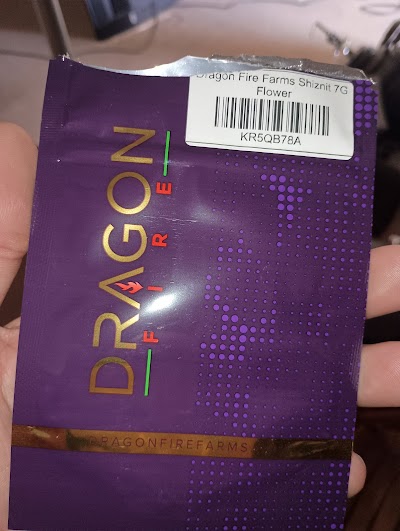 Dragon Fire Farms Shiznit 7G
Flower
KR5QB78A
DRAGON
FIRE
DRAGONFIREFARMS